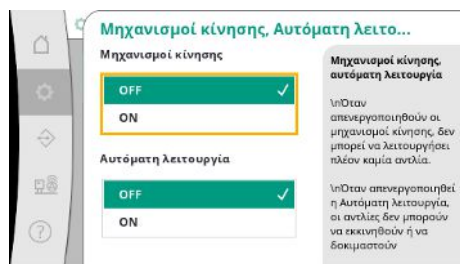 Μηχανισμοί κίνησης, Αυτόματη λειτο...
Μηχανισμοί κίνησης
OFF
ON
Αυτόματη λειτουργία
OFF
ON
Μηχανισμοί κίνησης,
αυτόματη λειτουργία
\nΌταν
απενεργοποιηθούν οι
μηχανισμοί κίνησης, δεν
μπορεί να λειτουργήσει
πλέον καμία αντλία.
\nΌταν απενεργοποιηθεί
η Αυτόματη λειτουργία,
οι αντλίες δεν μπορούν
να εκκινηθούν ή να
δοκιμαστούν